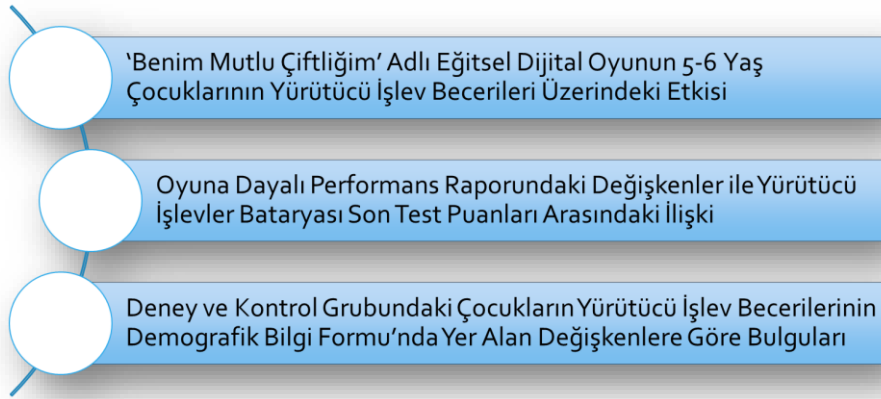 ‘Benim Mutlu Çiftliğim’ Adlı Eğitsel Dijital Oyunun 5-6 Yaş
Çocuklarının Yürütücü İşlev Becerileri Üzerindeki Etkisi
Oyuna Dayalı Performans Raporundaki Değişkenler ile Yürütücü
İşlevler Bataryası Son Test Puanları Arasındaki İlişki
Deney ve Kontrol Grubundaki Çocukların Yürütücü İşlev Becerilerinin
Demografik Bilgi Formu’nda Yer Alan Değişkenlere Göre Bulguları